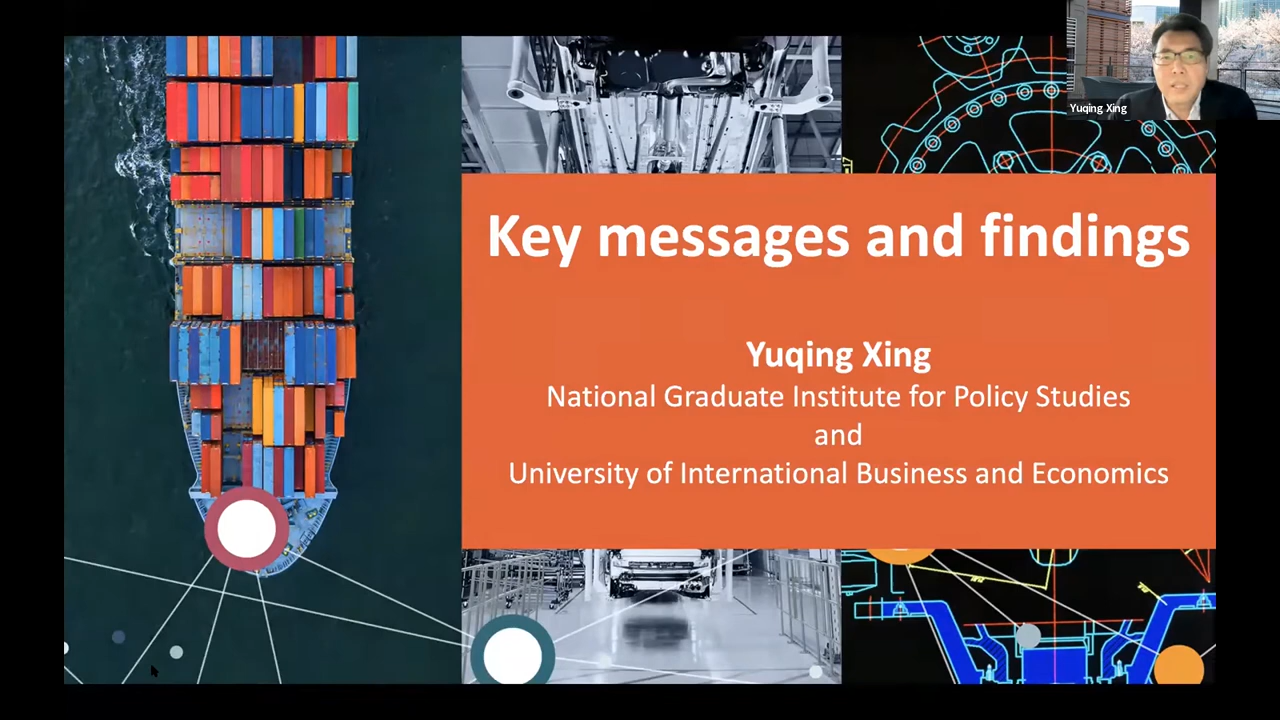 Yuqing Xing
Key messages and findings
Yuqing Xing
National Graduate Institute for Policy Studies
and
University of International Business and Economics